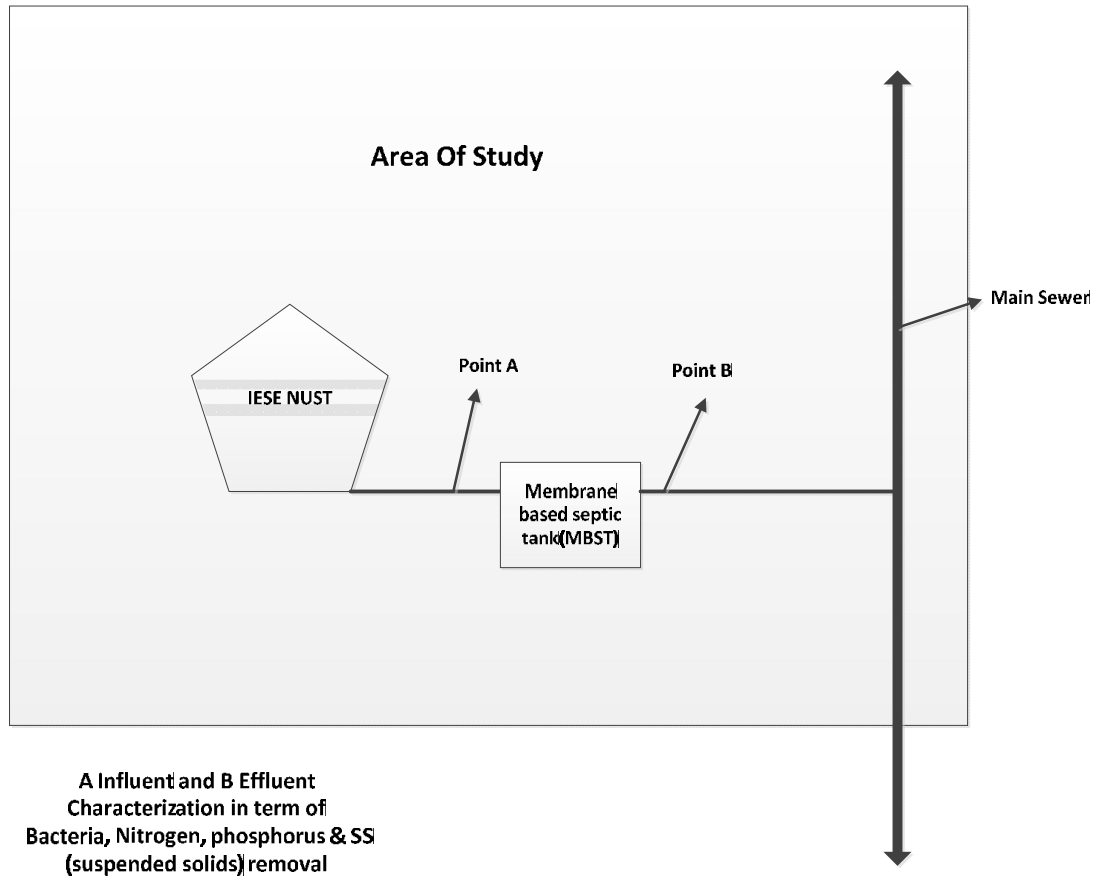 Area Of Study
Main Sewer
Point A
Point B
IESE NUST
Membrane
based septic
tank(MBST)
A Influent and B Effluent
Characterization in term of
Bacteria, Nitrogen, phosphorus & SS
(suspended solids) removal